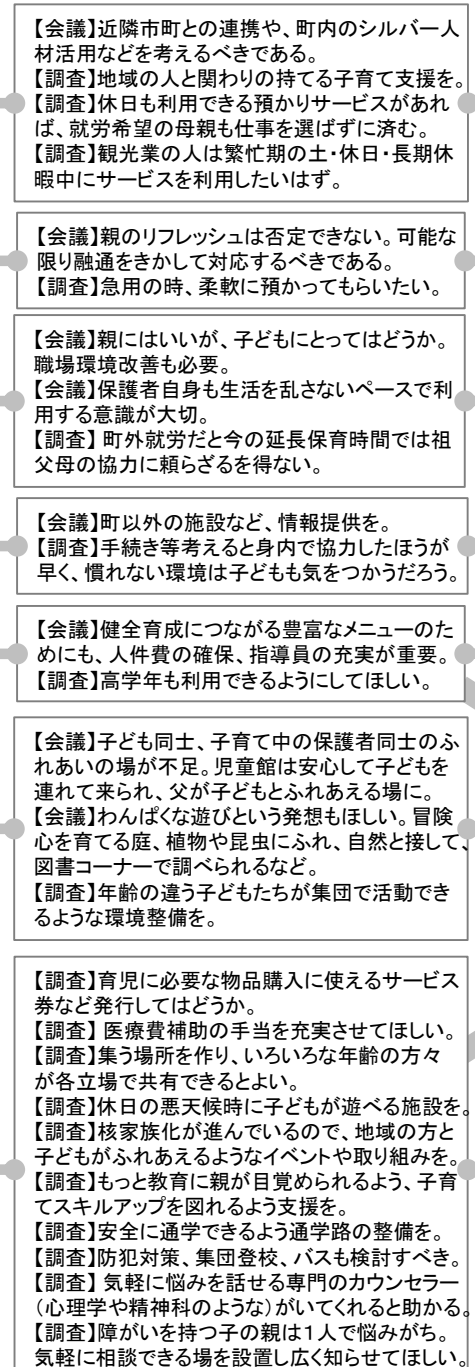 【会議】近隣市町との連携や、町内のシルバー人
材活用などを考えるべきである。
【調査】地域の人と関わりの持てる子育て支援を。
【調査】休日も利用できる預かりサービスがあれ
ば、就労希望の母親も仕事を選ばずに済む。
【調査】観光業の人は繁忙期の土・休日・長期休
暇中にサービスを利用したいはず。
【会議】親のリフレッシュは否定できない。可能な
限り融通をきかして対応するべきである。
【調査】急用の時、柔軟に預かってもらいたい。
【会議】親にはいいが、子どもにとってはどうか。
職場環境改善も必要。
【会議】保護者自身も生活を乱さないペースで利
用する意識が大切。
【調査】 町外就労だと今の延長保育時間では祖
父母の協力に頼らざるを得ない。
【会議】町以外の施設など、情報提供を。
【調査】手続き等考えると身内で協力したほうが
早く、慣れない環境は子どもも気をつかうだろう。
【会議】健全育成につながる豊富なメニューのた
めにも、人件費の確保、指導員の充実が重要。
【調査】高学年も利用できるようにしてほしい。
【会議】子ども同士、子育て中の保護者同士のふ
れあいの場が不足。児童館は安心して子どもを
連れて来られ、父が子どもとふれあえる場に。
【会議】わんぱくな遊びという発想もほしい。冒険
心を育てる庭、植物や昆虫にふれ、自然と接して、
図書コーナーで調べられるなど。
【調査】年齢の違う子どもたちが集団で活動でき
るような環境整備を。
【調査】育児に必要な物品購入に使えるサービス
券など発行してはどうか。
【調査】 医療費補助の手当を充実させてほしい。
【調査】集う場所を作り、いろいろな年齢の方々
が各立場で共有できるとよい。
【調査】休日の悪天候時に子どもが遊べる施設を。
【調査】核家族化が進んでいるので、地域の方と
子どもがふれあえるようなイベントや取り組みを。
【調査】もっと教育に親が目覚められるよう、子育
てスキルアップを図れるよう支援を。
【調査】安全に通学できるよう通学路の整備を。
【調査】防犯対策、集団登校、バスも検討すべき。
【調査】 気軽に悩みを話せる専門のカウンセラー
（心理学や精神科のような）がいてくれると助かる。
【調査】障がいを持つ子の親は1人で悩みがち。
気軽に相談できる場を設置し広く知らせてほしい。